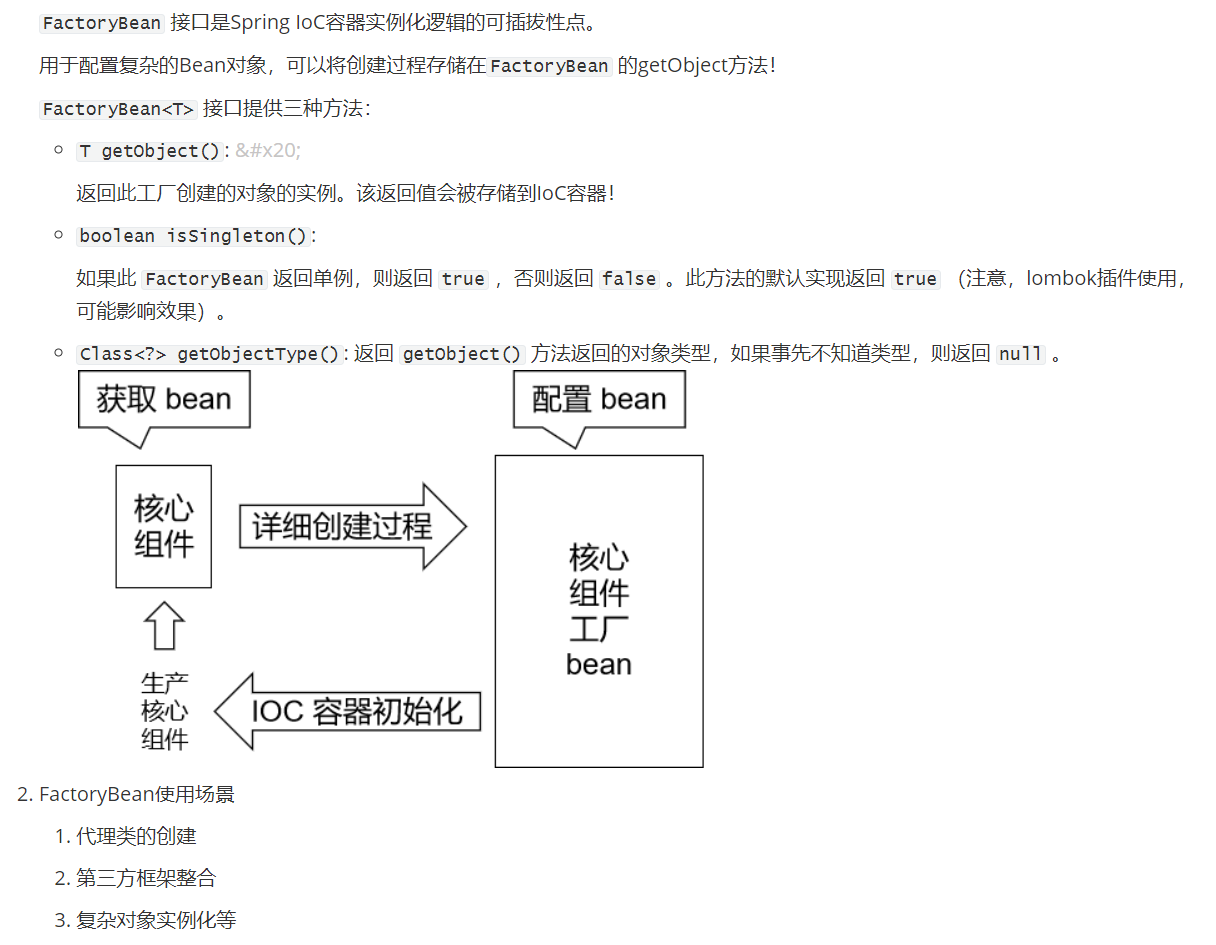 FactoryBean 接口是Spring IoC容器实例化逻辑的可插拔性点。
用于配置复杂的Bean对象，可以将创建过程存储在FactoryBean 的getObject方法！
FactoryBean<T> 接口提供三种方法：
T getObject(): &#x20;
返回此工厂创建的对象的实例。该返回值会被存储到IoC容器！
boolean isSingleton():
如果此 FactoryBean 返回单例，则返回 true ，否则返回 false 。此方法的默认实现返回 true （注意，lombok插件使用，
可能影响效果）。
Class<?> getObjectType(): 返回 getObject() 方法返回的对象类型，如果事先不知道类型，则返回 null 。
获取 bean
配置 bean
核心
组件
详细创建过程
核心
组件
工厂
bean
生产
核心
组件
IOC 容器初始化
2. FactoryBean使用场景
1. 代理类的创建
2. 第三方框架整合
3. 复杂对象实例化等